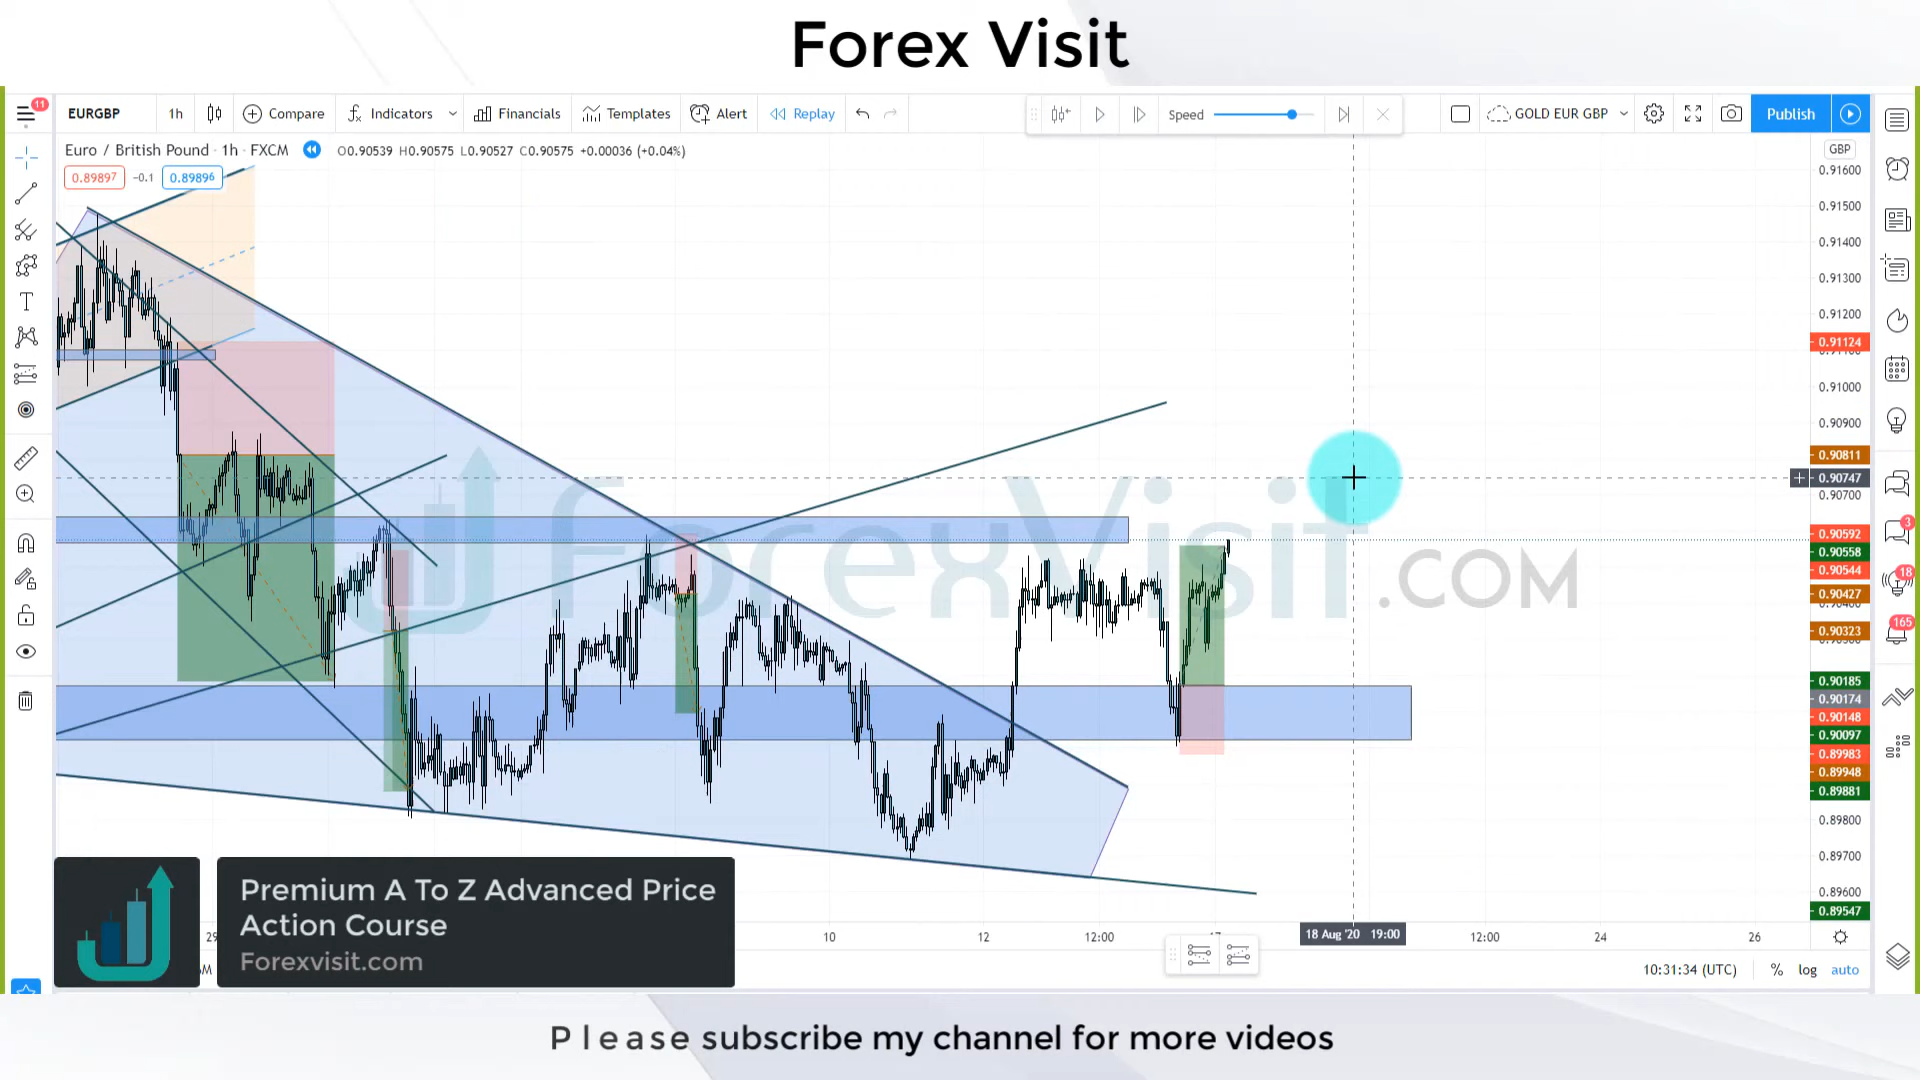 Forex Visit
11
EURGBP
1h
Compare
Indicators
Financials
Templates
Alert
Replay
Speed
GOLD EUR GBP
Publish
Euro / British Pound · 1h · FXCM
O0.90539 H0.90575 L0.90527 C0.90575 +0.00036 (+0.04%)
0.89897
-0.1
0.89896
GBP
0.91600
0.91500
0.91400
0.91300
0.91200
0.91124
0.91000
0.90900
0.90811
0.90747
0.90700
0.90592
0.90558
0.90544
0.90427
0.90323
0.90185
0.90174
0.90148
0.90097
0.89983
0.89948
0.89881
0.89800
0.89700
0.89600
0.89547
3
18
165
ForexVisit
.COM
Premium A To Z Advanced Price
Action Course
Forexvisit.com
10
12
12:00
18 Aug '20 19:00
12:00
24
26
10:31:34 (UTC)
%
log
auto
Please subscribe my channel for more videos